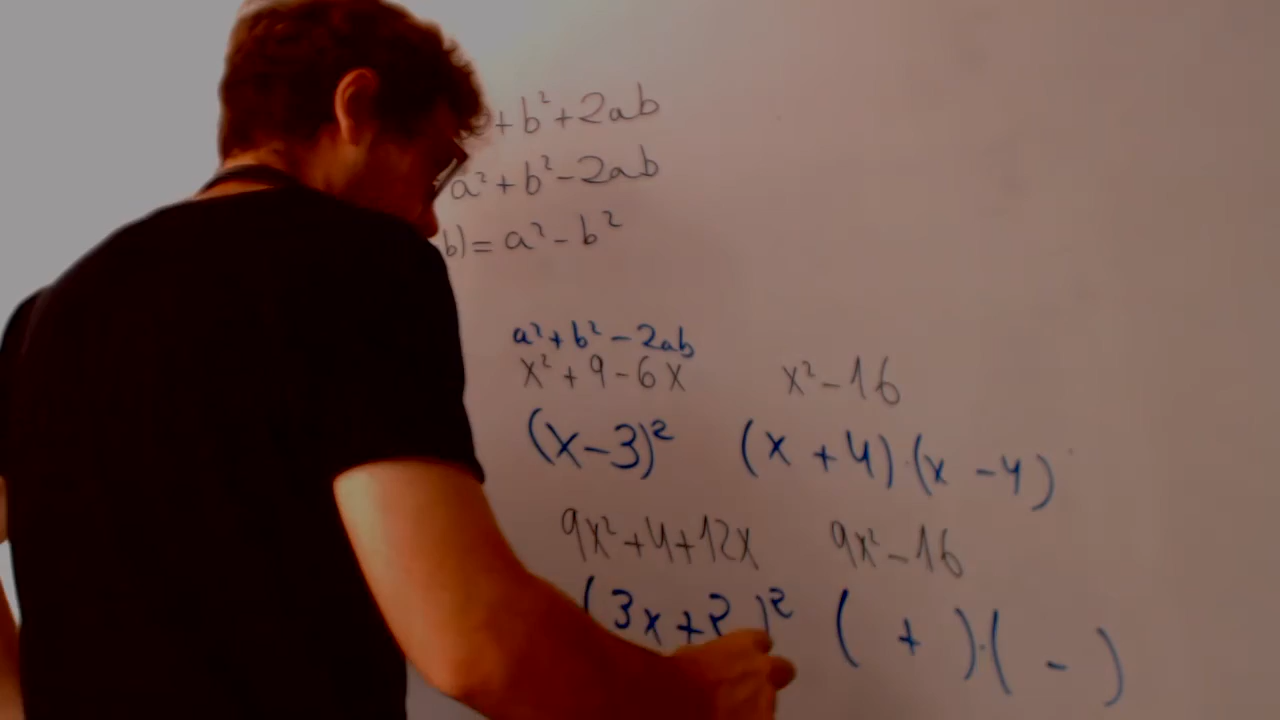 +b²+2ab
a²+b²-2ab
b)=a²-b²
a²+b²-2ab
x²+9-6x x²-16
(x-3)² (x+4)·(x-4)
9x²+4+12x 9x²-16
(3x+2)² ( + )·( - )